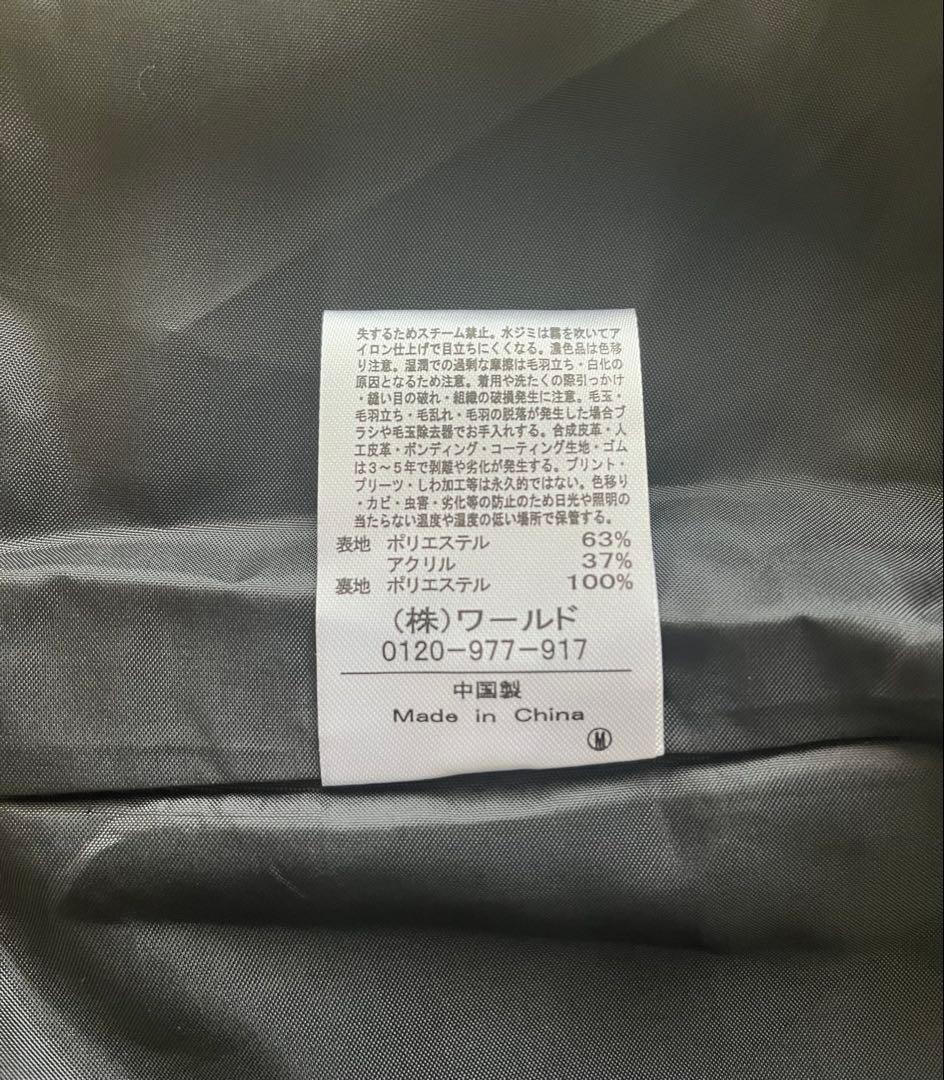 失するためスチーム禁止。水ジミは霧を吹いてア
イロン仕上げで目立ちにくくなる。濃色品は色移
り注意。湿潤での過剰な摩擦は毛羽立ち・白化の
原因となるため注意。着用や洗たくの際引っかけ
・縫い目の破れ・組織の破損発生に注意。毛玉・
毛羽立ち・毛乱れ・毛羽の脱落が発生した場合ブ
ラシや毛玉除去器でお手入れする。合成皮革・人
工皮革・ボンディング・コーティング生地・ゴム
は3～5年で剥離や劣化が発生する。プリント・
プリーツ・しわ加工等は永久的ではない。色移り
・カビ・虫害・劣化等の防止のため日光や照明の
当たらない温度や湿度の低い場所で保管する。
表地 ポリエステル 63%
アクリル 37%
裏地 ポリエステル 100%
(株)ワールド
0120-977-917
中国製
Made in China
M